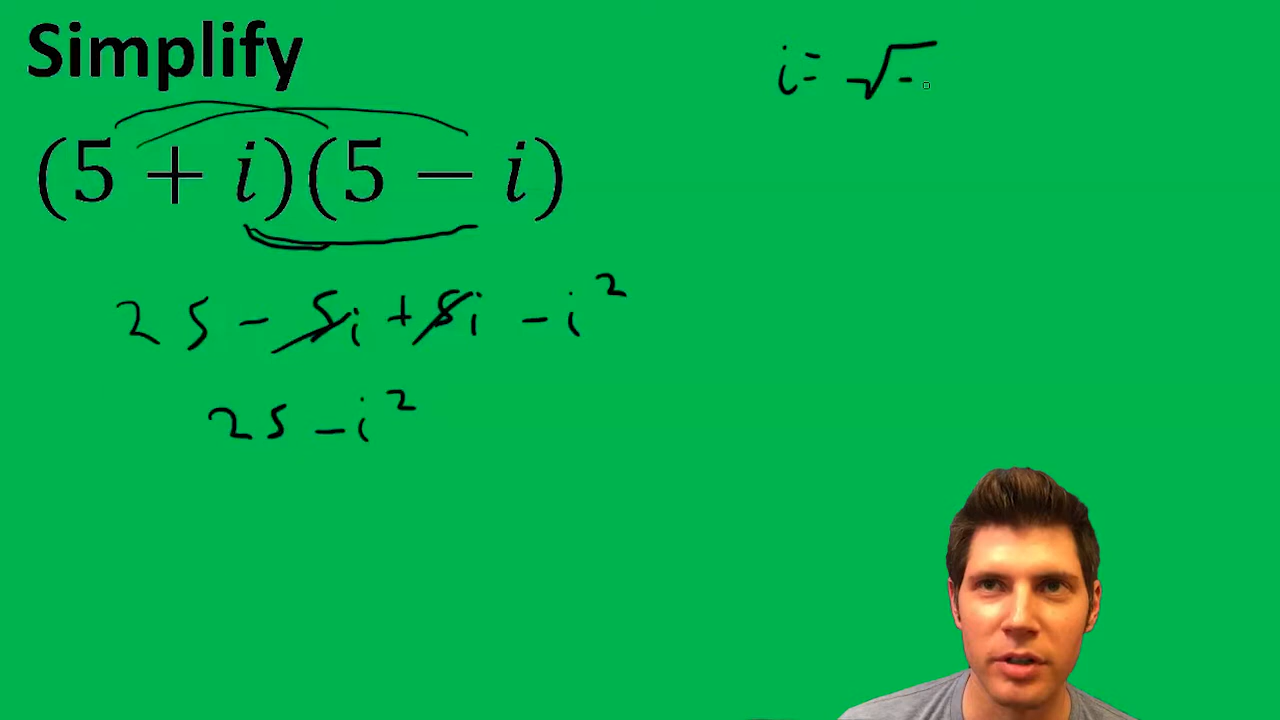 Simplify
i = √-
(5 + i)(5 − i)
25 - 5i + 5i - i²
25 - i²